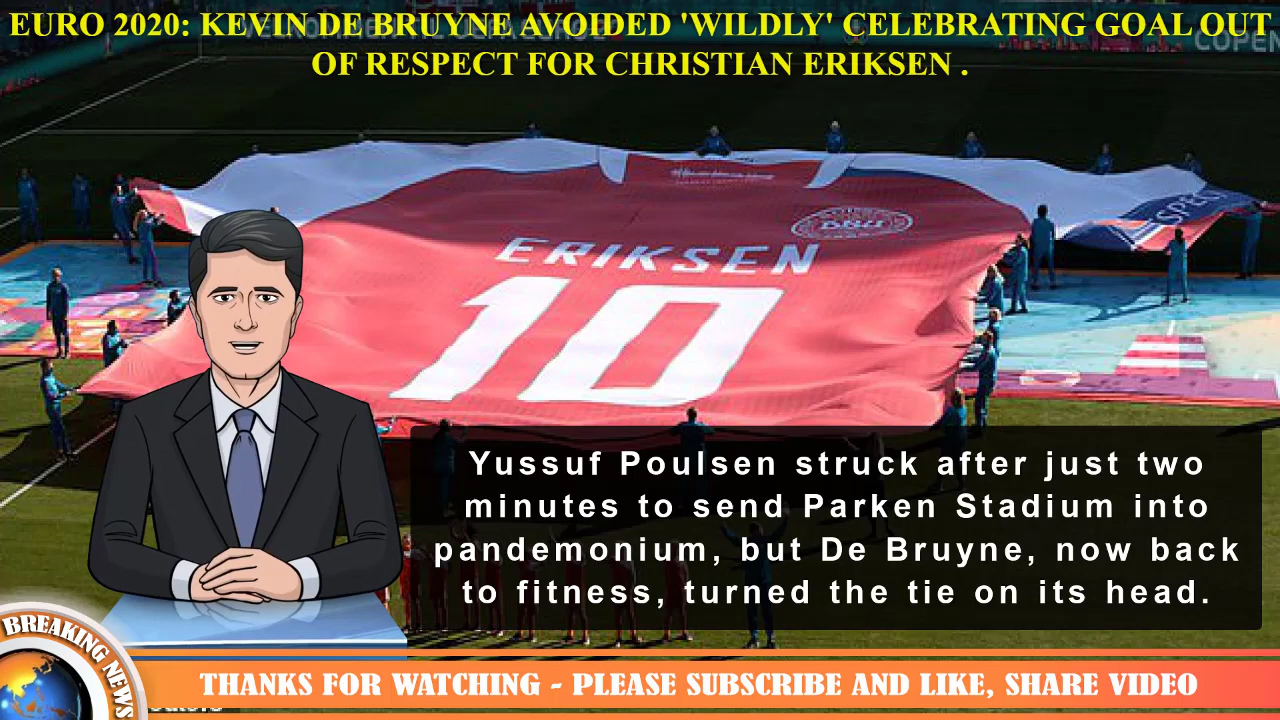 EURO 2020: KEVIN DE BRUYNE AVOIDED 'WILDLY' CELEBRATING GOAL OUT
OF RESPECT FOR CHRISTIAN ERIKSEN .
COPEN
DBU
ERIKSEN
10
Yussuf Poulsen struck after just two
minutes to send Parken Stadium into
pandemonium, but De Bruyne, now back
to fitness, turned the tie on its head.
BREAKING NEWS
THANKS FOR WATCHING - PLEASE SUBSCRIBE AND LIKE, SHARE VIDEO